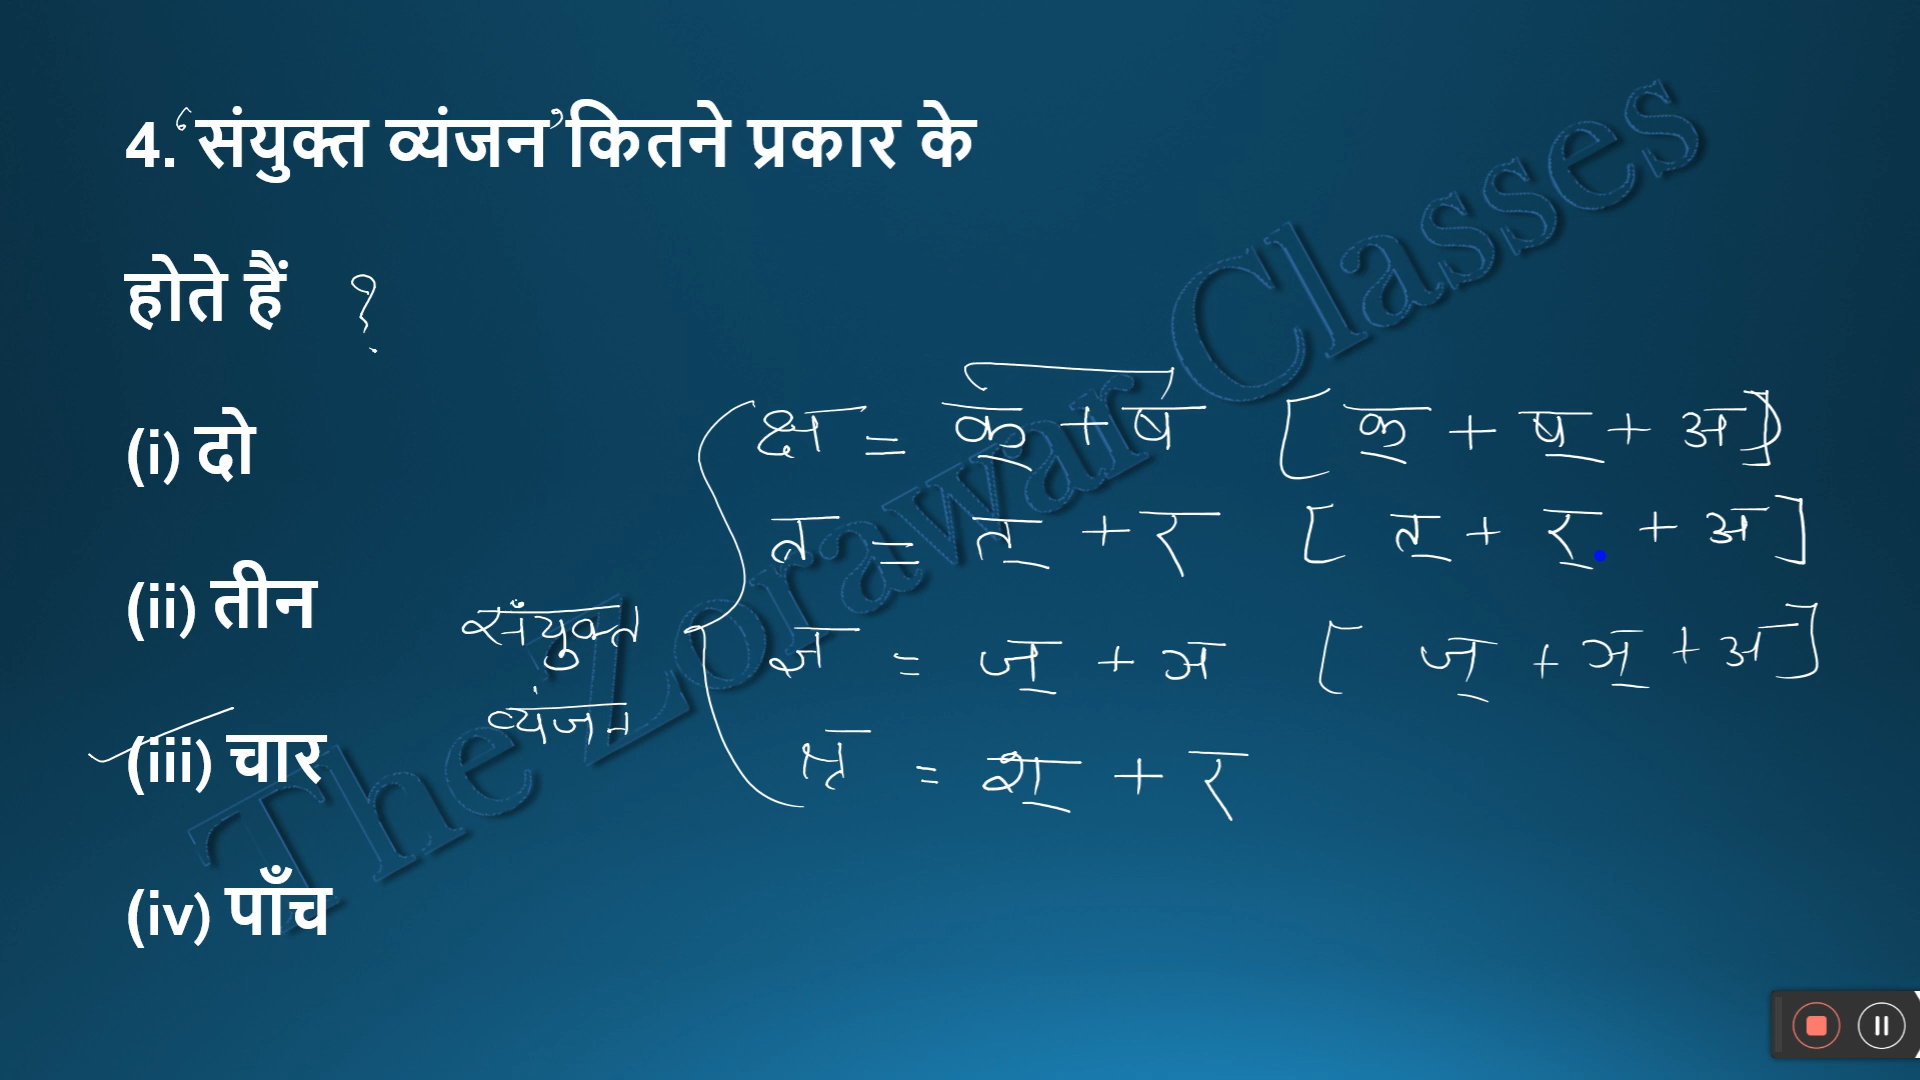 4. 'संयुक्त व्यंजन' कितने प्रकार के
होते हैं ?
(i) दो
(ii) तीन
(iii) चार
(iv) पाँच
संयुक्त
व्यंजन
क्ष = क् + ष [क् + ष् + अ]
त्र = त् + र [त् + र् + अ]
ज्ञ = ज् + ञ [ज् + ञ् + अ]
श्र = श् + र
The Zorawar Classes